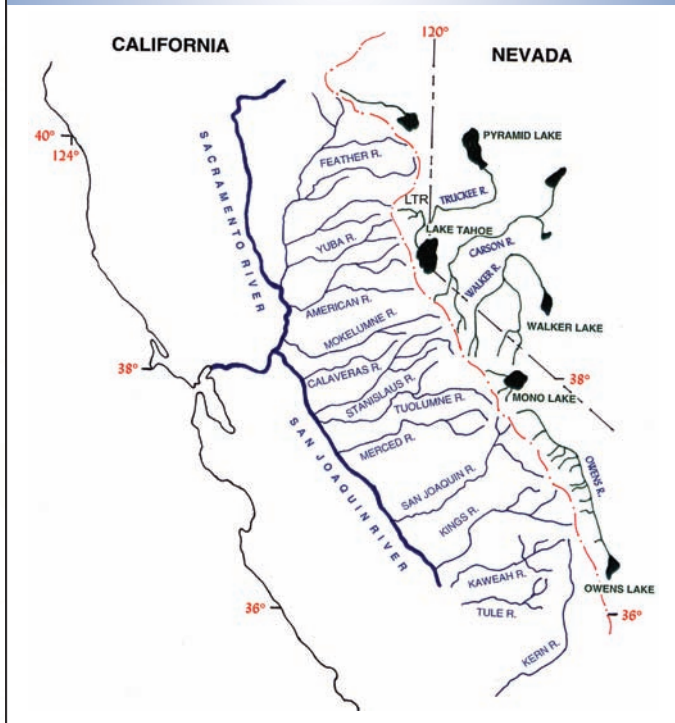 CALIFORNIA
120°
NEVADA
40°
124°
SACRAMENTO RIVER
FEATHER R.
PYRAMID LAKE
LTR
TRUCKEE R.
LAKE TAHOE
YUBA R.
CARSON R.
WALKER R.
AMERICAN R.
MOKELUMNE R.
WALKER LAKE
38°
CALAVERAS R.
38°
STANISLAUS R.
MONO LAKE
TUOLUMNE R.
MERCED R.
SAN JOAQUIN RIVER
OWENS R.
SAN JOAQUIN R.
KINGS R.
KAWEAH R.
OWENS LAKE
36°
TULE R.
36°
KERN R.